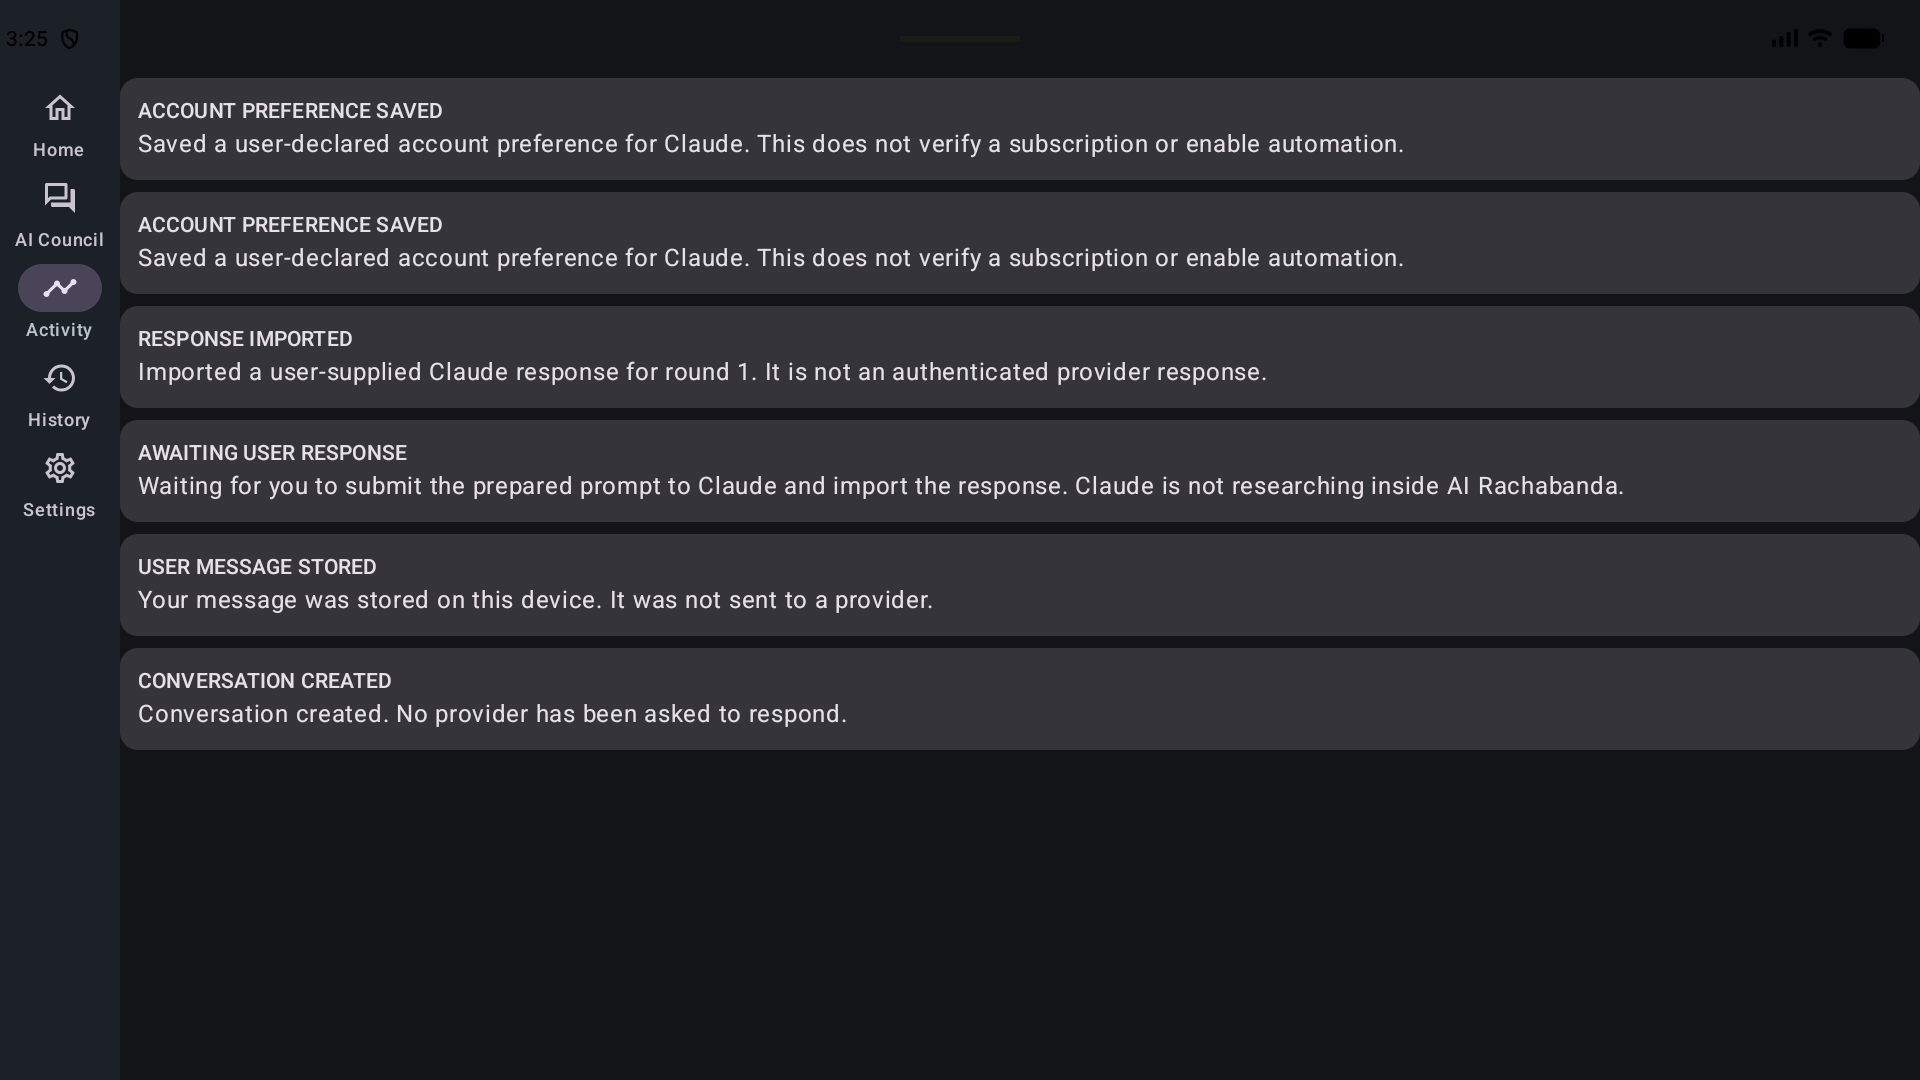 3:25
Home
AI Council
Activity
History
Settings
ACCOUNT PREFERENCE SAVED
Saved a user-declared account preference for Claude. This does not verify a subscription or enable automation.
ACCOUNT PREFERENCE SAVED
Saved a user-declared account preference for Claude. This does not verify a subscription or enable automation.
RESPONSE IMPORTED
Imported a user-supplied Claude response for round 1. It is not an authenticated provider response.
AWAITING USER RESPONSE
Waiting for you to submit the prepared prompt to Claude and import the response. Claude is not researching inside AI Rachabanda.
USER MESSAGE STORED
Your message was stored on this device. It was not sent to a provider.
CONVERSATION CREATED
Conversation created. No provider has been asked to respond.